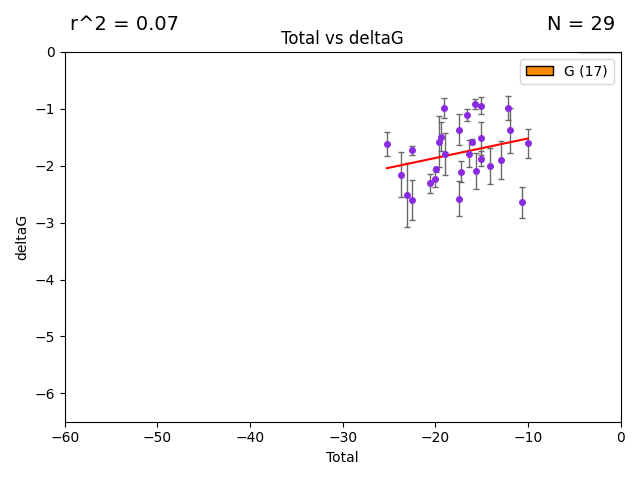 r^2 = 0.07
N = 29
Total vs deltaG
G (17)
0
−1
−2
−3
−4
−5
−6
deltaG
−60 −50 −40 −30 −20 −10 0
Total